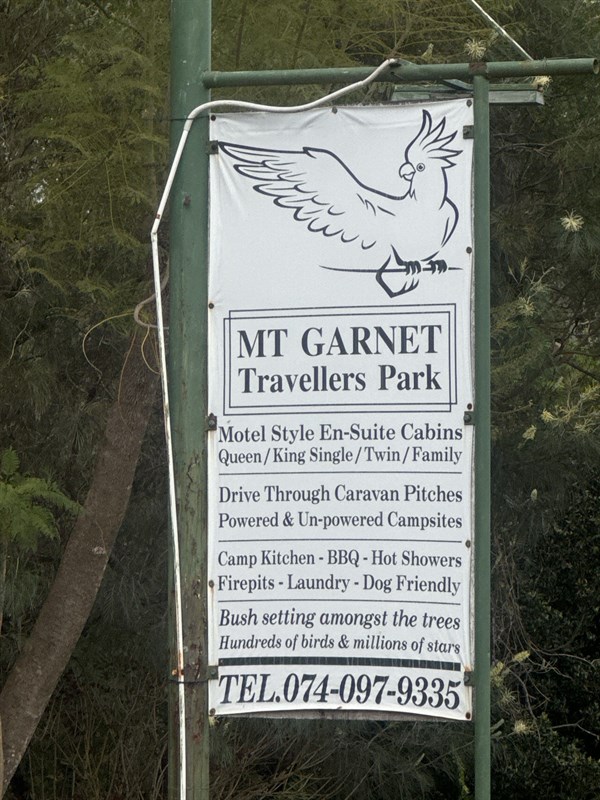 MT GARNET
Travellers Park
Motel Style En-Suite Cabins
Queen/King Single/Twin/Family
Drive Through Caravan Pitches
Powered & Un-powered Campsites
Camp Kitchen - BBQ - Hot Showers
Firepits - Laundry - Dog Friendly
Bush setting amongst the trees
Hundreds of birds & millions of stars
TEL.074-097-9335